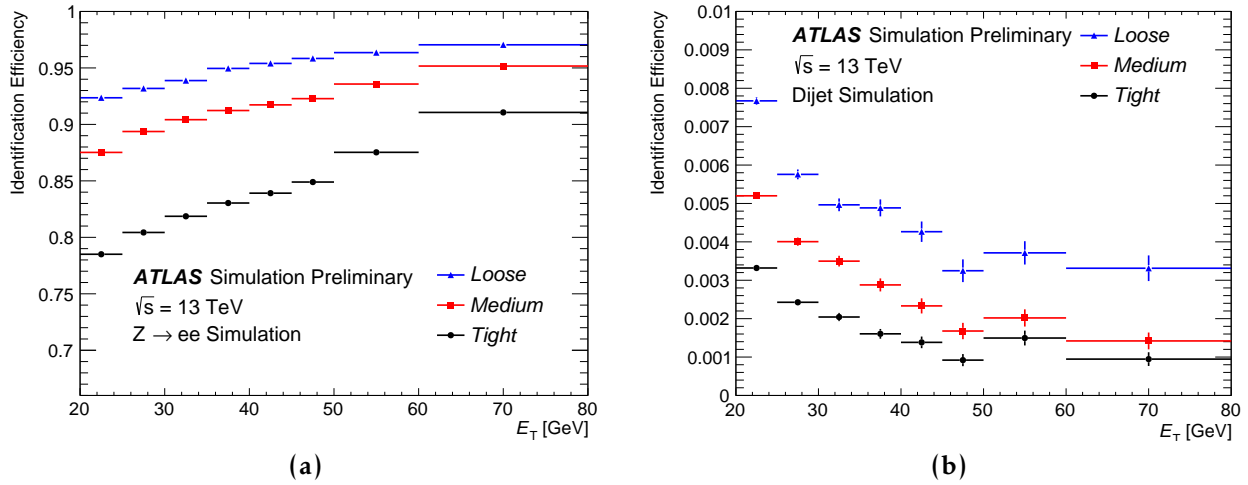 Identification Efficiency
1
0.95
0.9
0.85
0.8
0.75
0.7
ATLAS Simulation Preliminary
√s = 13 TeV
Z → ee Simulation
Loose
Medium
Tight
20 30 40 50 60 70 80
E_T [GeV]
(a)
Identification Efficiency
0.01
0.009
0.008
0.007
0.006
0.005
0.004
0.003
0.002
0.001
0
ATLAS Simulation Preliminary
√s = 13 TeV
Dijet Simulation
Loose
Medium
Tight
20 30 40 50 60 70 80
E_T [GeV]
(b)